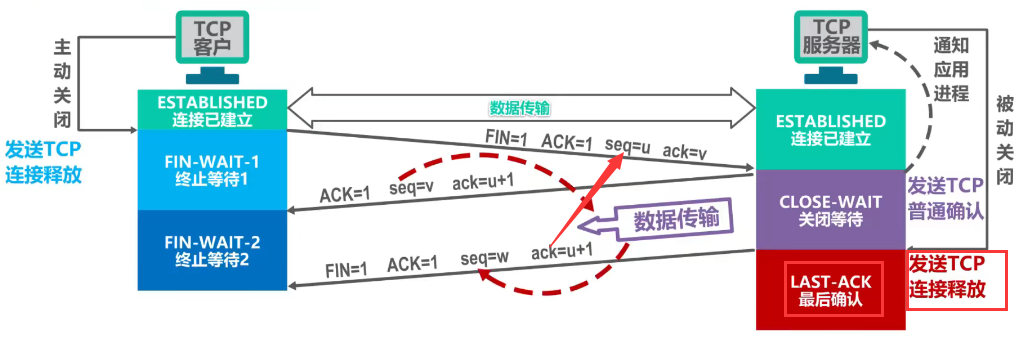 TCP
客户
TCP
服务器
主
动
关
闭
通知
应用
进程
被
动
关
闭
ESTABLISHED
连接已建立
数据传输
ESTABLISHED
连接已建立
发送TCP
连接释放
FIN=1 ACK=1 seq=u ack=v
FIN-WAIT-1
终止等待1
ACK=1 seq=v ack=u+1
CLOSE-WAIT
关闭等待
发送TCP
普通确认
数据传输
FIN-WAIT-2
终止等待2
FIN=1 ACK=1 seq=w ack=u+1
LAST-ACK
最后确认
发送TCP
连接释放